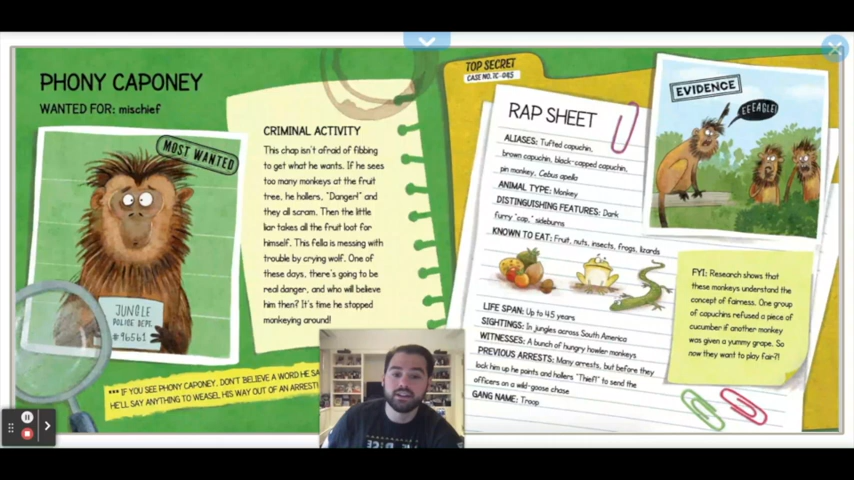 PHONY CAPONEY
WANTED FOR: mischief
MOST WANTED
JUNGLE
POLICE DEPT.
#96561
CRIMINAL ACTIVITY
This chap isn't afraid of fibbing
to get what he wants. If he sees
too many monkeys at the fruit
tree, he hollers, "Danger!" and
they all scram. Then the little
liar takes all the fruit loot for
himself. This fella is messing with
trouble by crying wolf. One of
these days, there's going to be
real danger, and who will believe
him then? It's time he stopped
monkeying around!
*** IF YOU SEE PHONY CAPONEY, DON'T BELIEVE A WORD HE SA
HE'LL SAY ANYTHING TO WEASEL HIS WAY OUT OF AN ARREST!
TOP SECRET
CASE NO. TC-045
RAP SHEET
ALIASES: Tufted capuchin,
brown capuchin, black-capped capuchin,
pin monkey, Cebus apella
ANIMAL TYPE: Monkey
DISTINGUISHING FEATURES: Dark
furry "cap," sideburns
KNOWN TO EAT: Fruit, nuts, insects, frogs, lizards
LIFE SPAN: Up to 45 years
SIGHTINGS: In jungles across South America
WITNESSES: A bunch of hungry howler monkeys
PREVIOUS ARRESTS: Many arrests, but before they
lock him up he points and hollers "Thief!" to send the
officers on a wild-goose chase
GANG NAME: Troop
EVIDENCE
EEEAGLE!
FYI: Research shows that
these monkeys understand the
concept of fairness. One group
of capuchins refused a piece of
cucumber if another monkey
was given a yummy grape. So
now they want to play fair?!